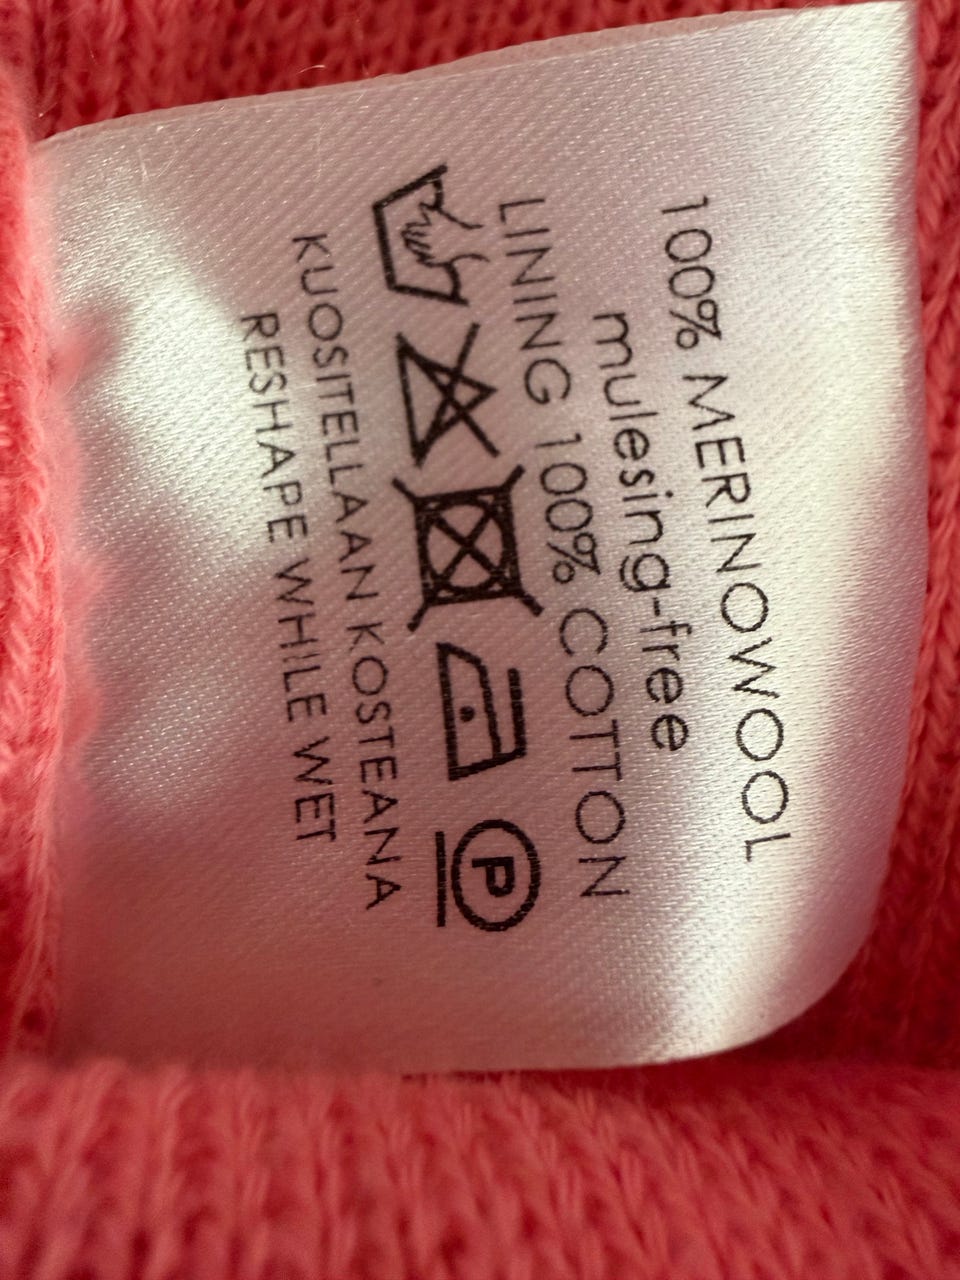 100% MERINOWOOL
mulesing-free
LINING 100% COTTON
P
KUOSITELLAAN KOSTEANA
RESHAPE WHILE WET